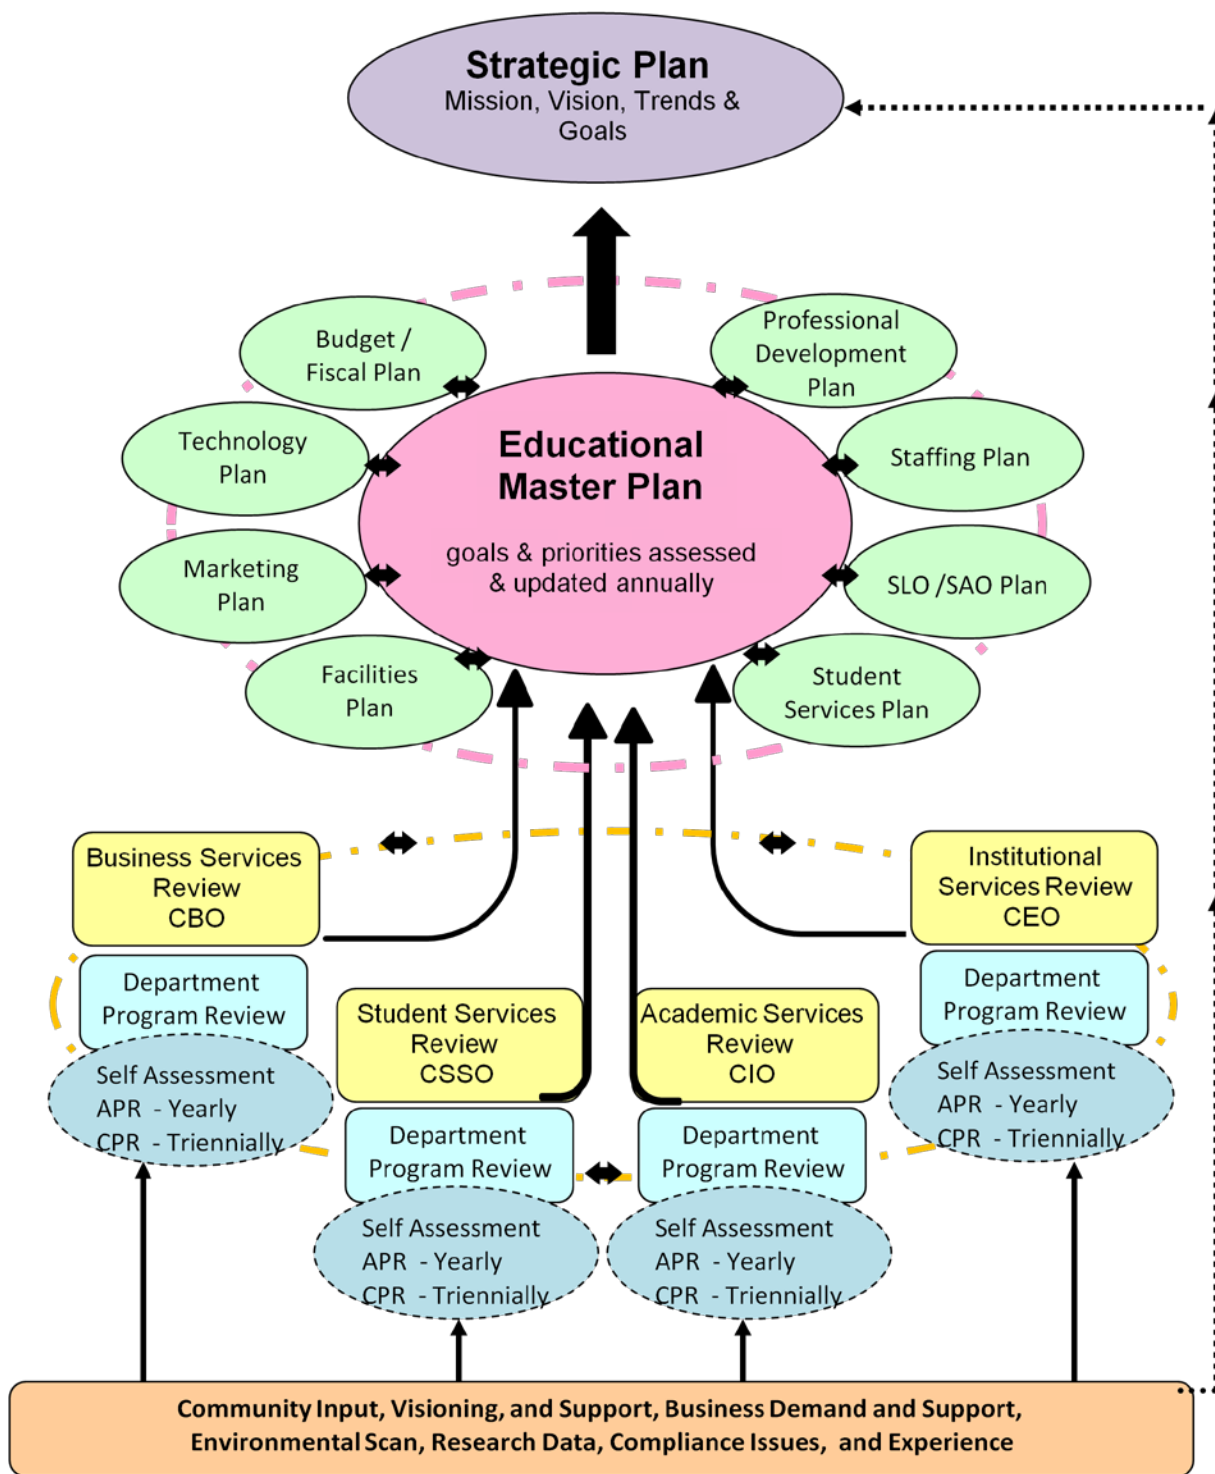 Strategic Plan
Mission, Vision, Trends &
Goals
Budget /
Fiscal Plan
Professional
Development
Plan
Technology
Plan
Educational
Master Plan
goals & priorities assessed
& updated annually
Staffing Plan
Marketing
Plan
SLO /SAO Plan
Facilities
Plan
Student
Services Plan
Business Services
Review
CBO
Institutional
Services Review
CEO
Department
Program Review
Self Assessment
APR - Yearly
CPR - Triennially
Student Services
Review
CSSO
Department
Program Review
Self Assessment
APR - Yearly
CPR - Triennially
Academic Services
Review
CIO
Department
Program Review
Self Assessment
APR - Yearly
CPR - Triennially
Department
Program Review
Self Assessment
APR - Yearly
CPR - Triennially
Community Input, Visioning, and Support, Business Demand and Support,
Environmental Scan, Research Data, Compliance Issues, and Experience